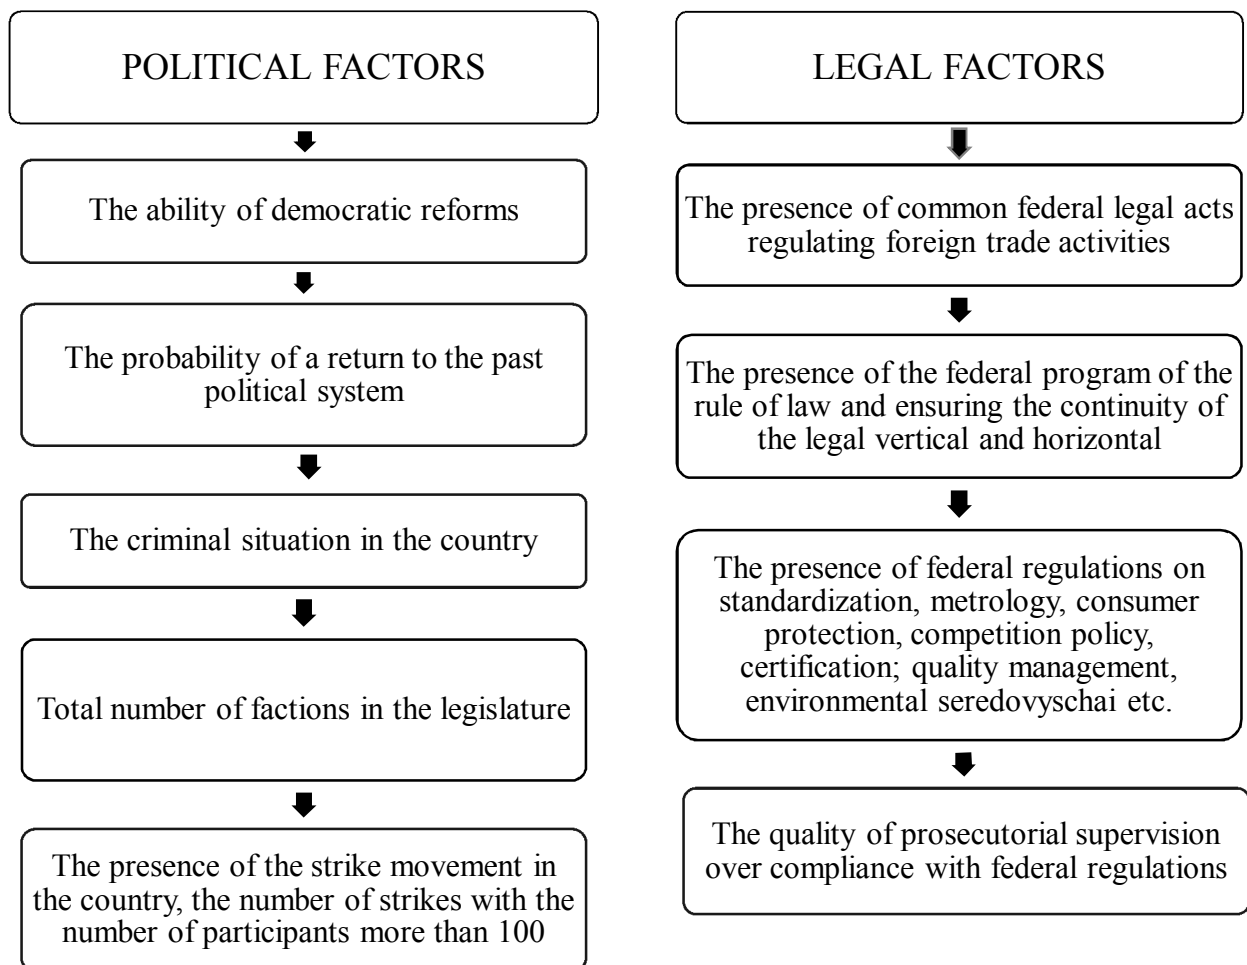 POLITICAL FACTORS
The ability of democratic reforms
The probability of a return to the past
political system
The criminal situation in the country
Total number of factions in the legislature
The presence of the strike movement in
the country, the number of strikes with the
number of participants more than 100
LEGAL FACTORS
The presence of common federal legal acts
regulating foreign trade activities
The presence of the federal program of the
rule of law and ensuring the continuity of
the legal vertical and horizontal
The presence of federal regulations on
standardization, metrology, consumer
protection, competition policy,
certification; quality management,
environmental seredovyschai etc.
The quality of prosecutorial supervision
over compliance with federal regulations